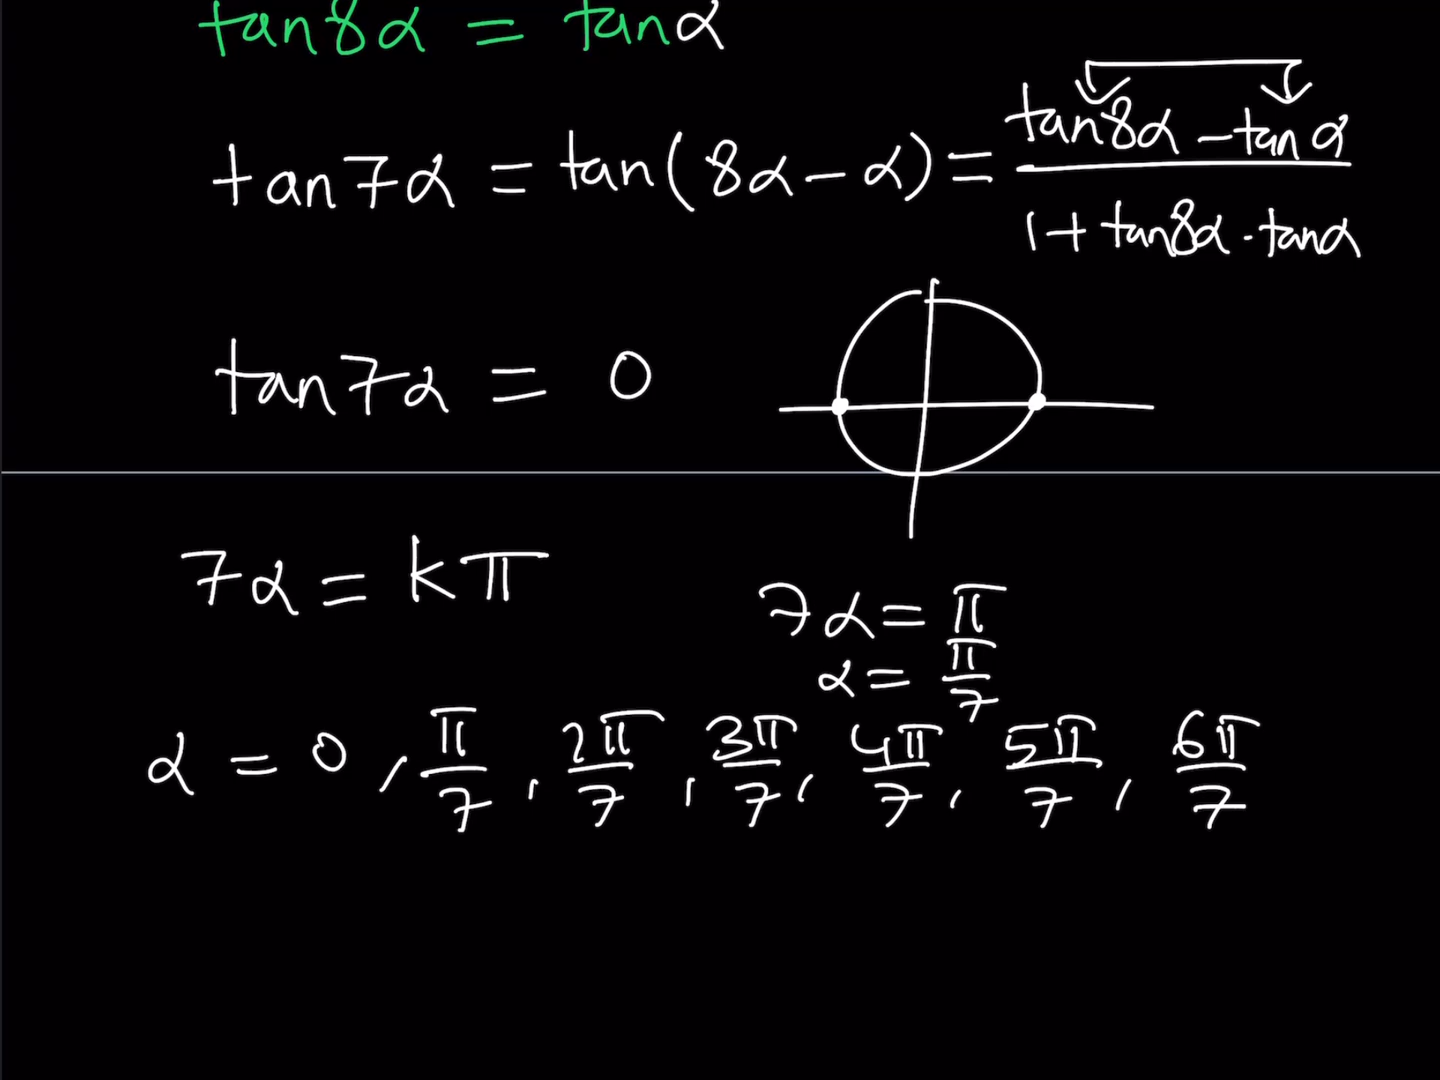 tan8α = tanα
tan7α = tan(8α-α) = (tan8α - tanα)/(1 + tan8α · tanα)
tan7α = 0
7α = kπ
7α = π
α = π/7
α = 0, π/7, 2π/7, 3π/7, 4π/7, 5π/7, 6π/7